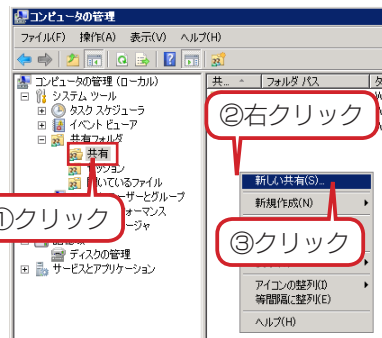 コンピュータの管理
ファイル(F) 操作(A) 表示(V) ヘルプ(H)
コンピュータの管理 (ローカル)
システム ツール
タスク スケジューラ
イベント ビューア
共有フォルダ
共有
セッション
開いているファイル
ーザーとグループ
ォーマンス
ージャ
ディスクの管理
サービスとアプリケーション
共...
フォルダ パス
②右クリック
①クリック
新しい共有(S)...
新規作成(N)
③クリック
アイコンの整列(I)
等間隔に整列(E)
ヘルプ(H)